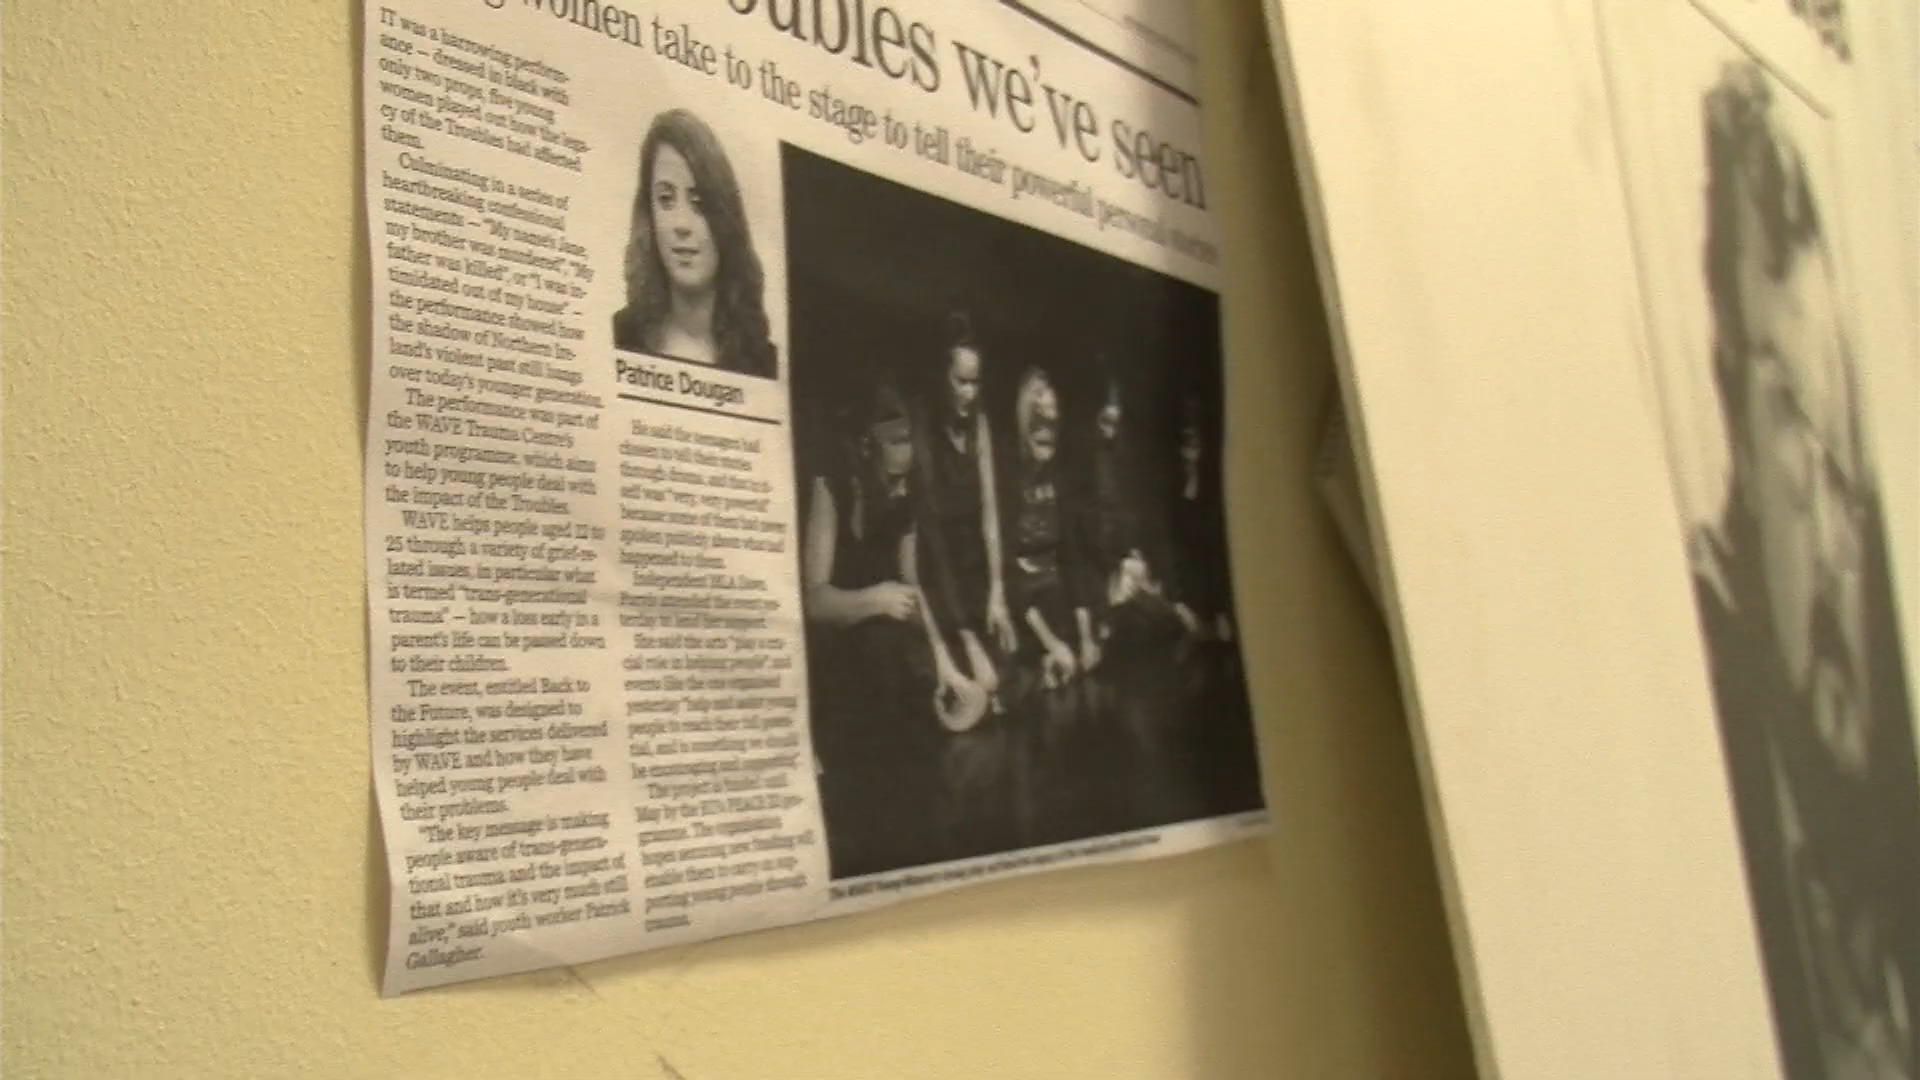 we've seen
women take to the stage to tell their powerful personal stories
IT was a harrowing perform-
ance — dressed in black with
only two props, five young
women played out how the lega-
cy of the Troubles had affected
them.
Culminating in a series of
heartbreaking confessional
statements — "My name's Jane,
my brother was murdered", "My
father was killed", or "I was in-
timidated out of my house" —
the performance showed how
the shadow of Northern Ire-
land's violent past still hangs
over today's younger generation.
The performance was part of
the WAVE Trauma Centre's
youth programme, which aims
to help young people deal with
the impact of the Troubles.
WAVE helps people aged 12 to
25 through a variety of grief-re-
lated issues, in particular what
is termed "trans-generational
trauma" — how a loss early in a
parent's life can be passed down
to their children.
The event, entitled Back to
the Future, was designed to
highlight the services delivered
by WAVE and how they have
helped young people deal with
their problems.
"The key message is making
people aware of trans-genera-
tional trauma and the impact of
that and how it's very much still
alive," said youth worker Patrick
Gallagher.
Patrice Dougan
He said the teenagers had
chosen to tell their stories
through drama, and that in it-
self was "very, very powerful"
because some of them had never
spoken publicly about what had
happened to them.
Independent MLA Dawn
Purvis attended the event yes-
terday to lend her support.
She said the arts "play a cru-
cial role in helping people", and
events like the one organised
yesterday "help and assist young
people to reach their full poten-
tial, and is something we should
be encouraging and supporting".
The project is funded until
May by the EU's PEACE III pro-
gramme. The organisation
hopes securing new funding will
enable them to carry on sup-
porting young people through
trauma.